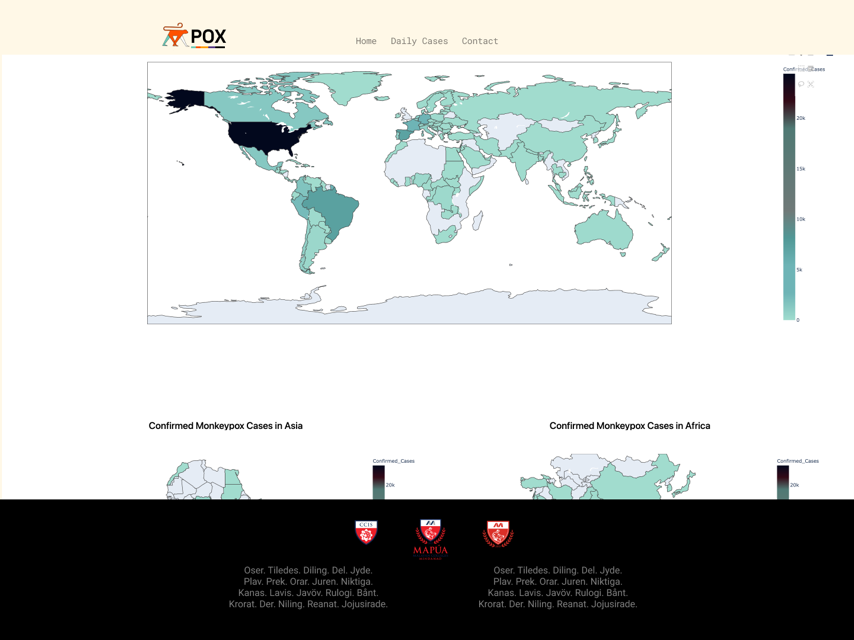 POX
Home Daily Cases Contact
Confirmed_Cases
20k
15k
10k
5k
0
Confirmed Monkeypox Cases in Asia
Confirmed Monkeypox Cases in Africa
Confirmed_Cases
20k
Confirmed_Cases
20k
CCIS
MAPUA
Oser. Tiledes. Diling. Del. Jyde.
Plav. Prek. Orar. Juren. Niktiga.
Kanas. Lavis. Javöv. Rulogi. Bånt.
Krorat. Der. Niling. Reanat. Jojusirade.
Oser. Tiledes. Diling. Del. Jyde.
Plav. Prek. Orar. Juren. Niktiga.
Kanas. Lavis. Javöv. Rulogi. Bånt.
Krorat. Der. Niling. Reanat. Jojusirade.